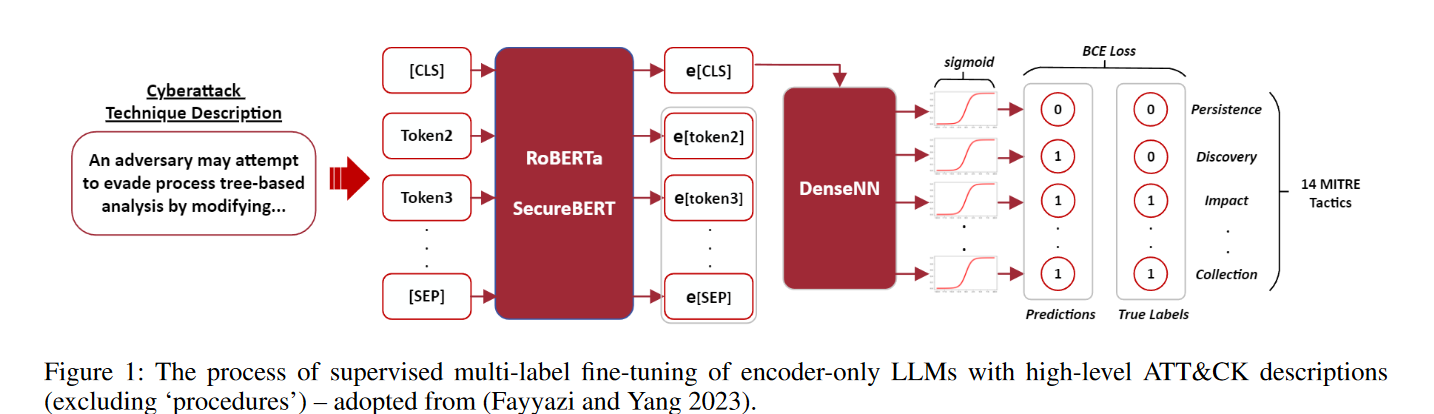 Cyberattack
Technique Description
An adversary may attempt
to evade process tree-based
analysis by modifying...
[CLS]
Token2
Token3
.
.
.
[SEP]
RoBERTa
SecureBERT
e[CLS]
e[token2]
e[token3]
.
.
.
e[SEP]
DenseNN
sigmoid
.
.
BCE Loss
0
1
1
.
.
1
Predictions
0
0
1
.
.
1
True Labels
Persistence
Discovery
Impact
.
.
Collection
14 MITRE
Tactics
Figure 1: The process of supervised multi-label fine-tuning of encoder-only LLMs with high-level ATT&CK descriptions
(excluding ‘procedures’) – adopted from (Fayyazi and Yang 2023).